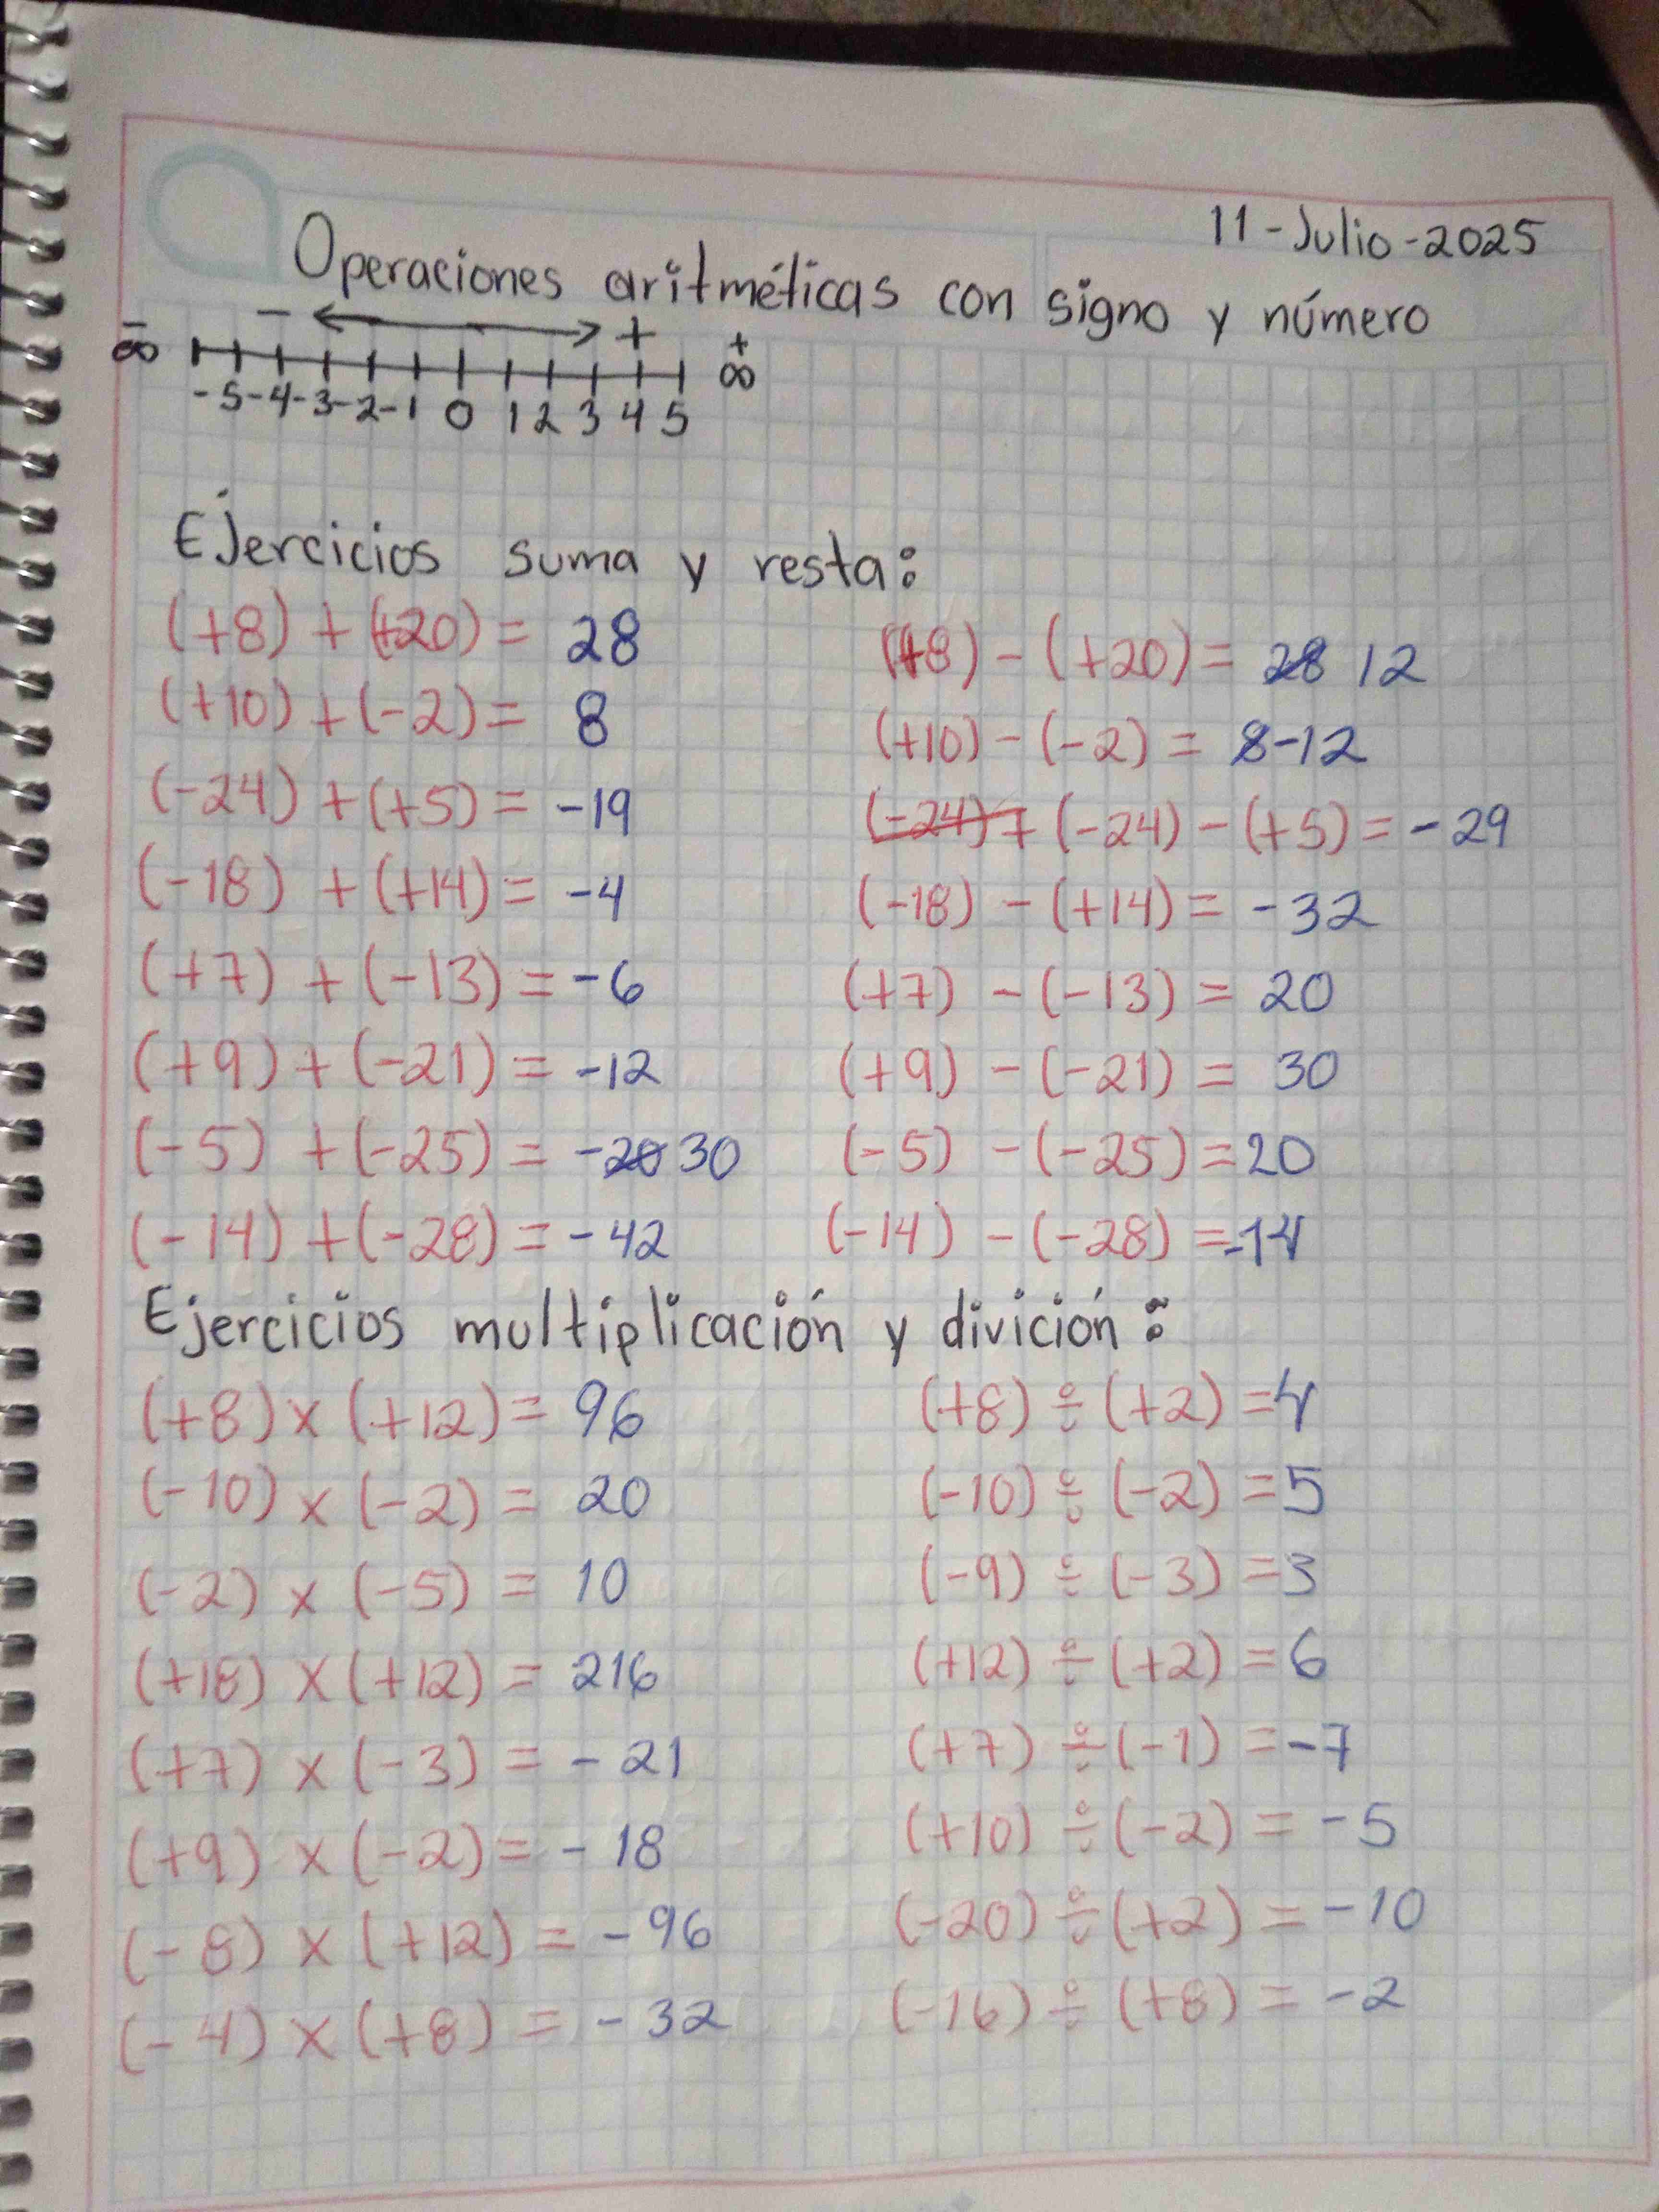 11-Julio-2025
Operaciones aritméticas con signo y número
- +
-∞ -5 -4 -3 -2 -1 0 1 2 3 4 5 +∞
Ejercicios suma y resta:
(+8) + (+20) = 28
(+10) + (-2) = 8
(-24) + (+5) = -19
(-18) + (+14) = -4
(+7) + (-13) = -6
(+9) + (-21) = -12
(-5) + (-25) = -20 30
(-14) + (-28) = -42
(+8) - (+20) = 28 12
(+10) - (-2) = 8-12
(-24) + (-24) - (+5) = -29
(-18) - (+14) = -32
(+7) - (-13) = 20
(+9) - (-21) = 30
(-5) - (-25) = 20
(-14) - (-28) = -14
Ejercicios multiplicación y divición:
(+8) x (+12) = 96
(-10) x (-2) = 20
(-2) x (-5) = 10
(+18) x (+12) = 216
(+7) x (-3) = -21
(+9) x (-2) = -18
(-8) x (+12) = -96
(-4) x (+8) = -32
(+8) ÷ (+2) = 4
(-10) ÷ (-2) = 5
(-9) ÷ (-3) = 3
(+12) ÷ (+2) = 6
(+7) ÷ (-1) = -7
(+10) ÷ (-2) = -5
(-20) ÷ (+2) = -10
(-16) ÷ (+8) = -2